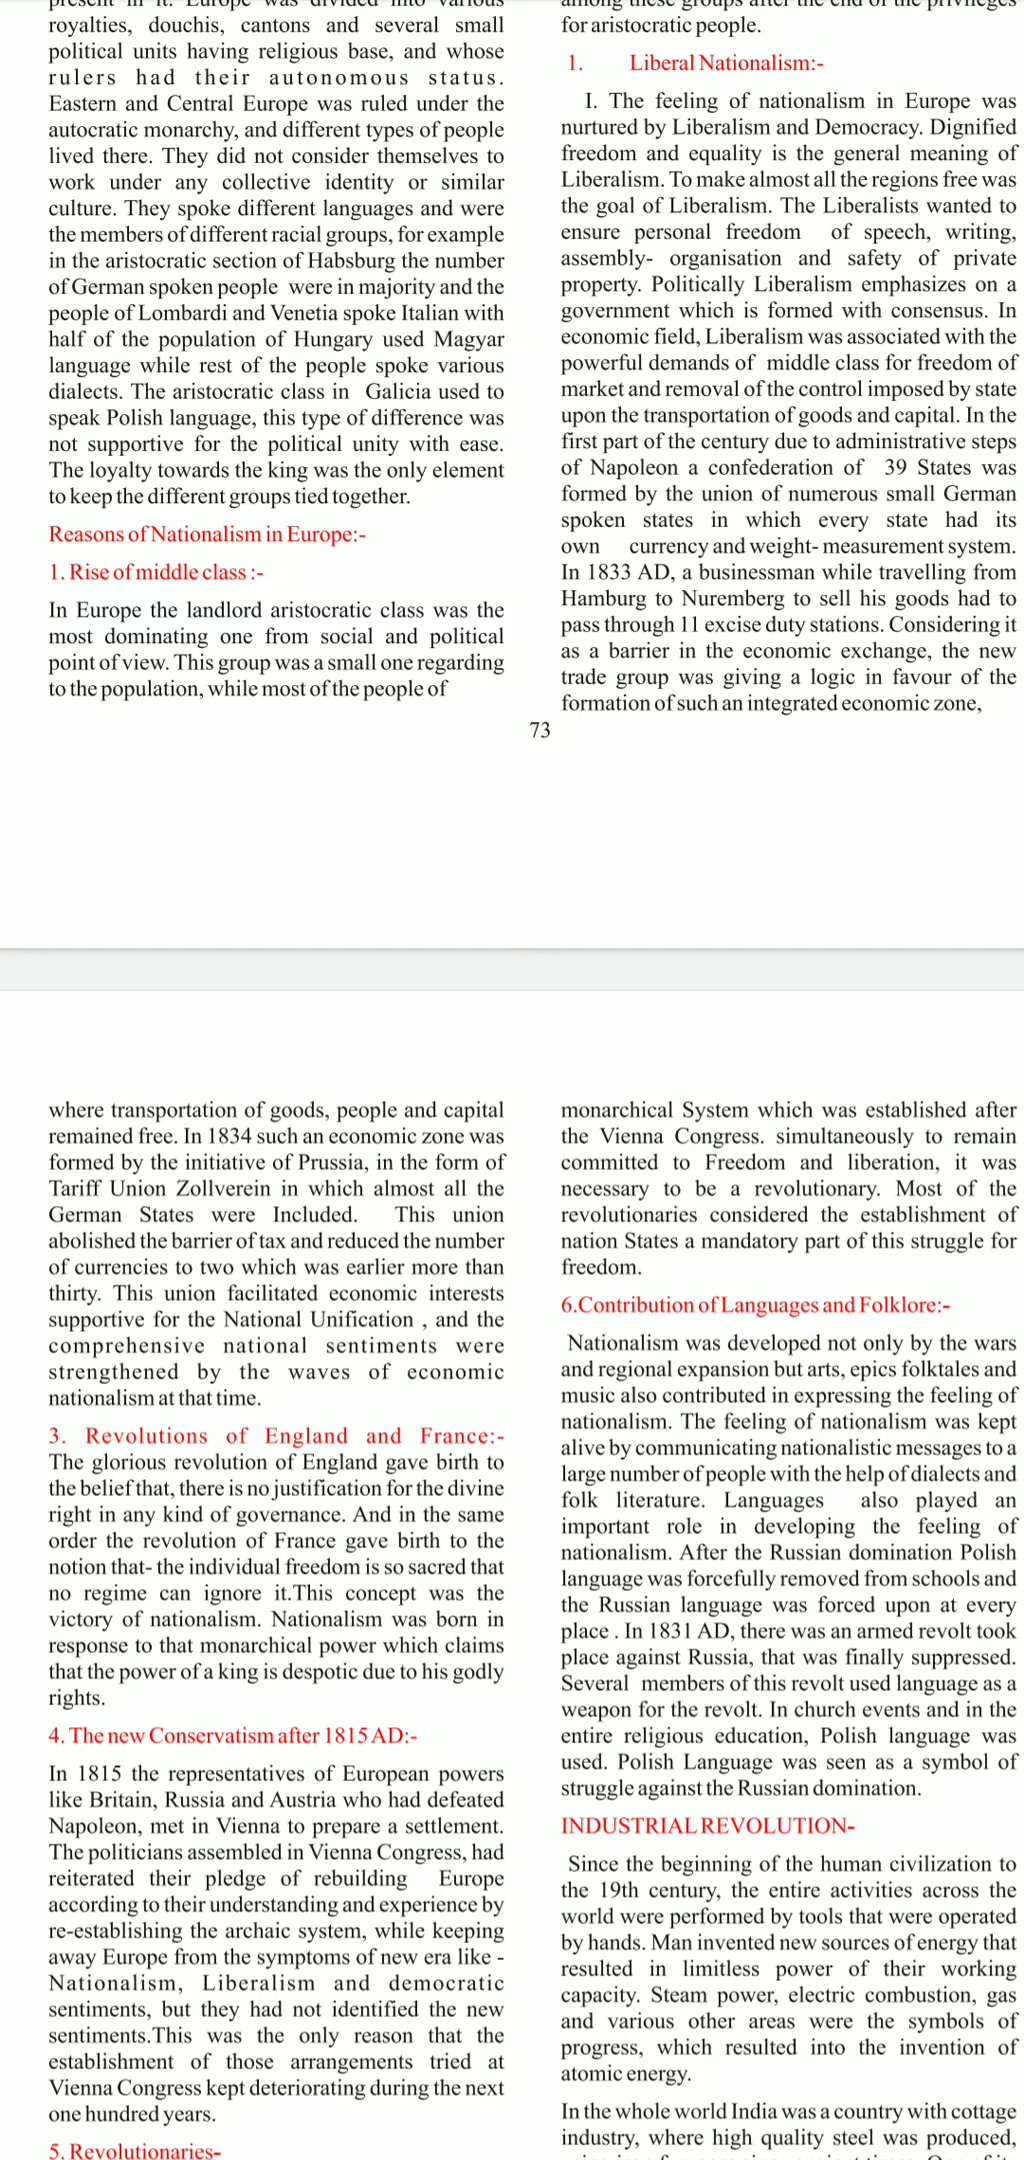 present in it. Europe was divided into various
royalties, douchis, cantons and several small
political units having religious base, and whose
rulers had their autonomous status.
Eastern and Central Europe was ruled under the
autocratic monarchy, and different types of people
lived there. They did not consider themselves to
work under any collective identity or similar
culture. They spoke different languages and were
the members of different racial groups, for example
in the aristocratic section of Habsburg the number
of German spoken people were in majority and the
people of Lombardi and Venetia spoke Italian with
half of the population of Hungary used Magyar
language while rest of the people spoke various
dialects. The aristocratic class in Galicia used to
speak Polish language, this type of difference was
not supportive for the political unity with ease.
The loyalty towards the king was the only element
to keep the different groups tied together.
Reasons of Nationalism in Europe:-
1. Rise of middle class :-
In Europe the landlord aristocratic class was the
most dominating one from social and political
point of view. This group was a small one regarding
to the population, while most of the people of
among these groups after the end of the privileges
for aristocratic people.
1. Liberal Nationalism:-
I. The feeling of nationalism in Europe was
nurtured by Liberalism and Democracy. Dignified
freedom and equality is the general meaning of
Liberalism. To make almost all the regions free was
the goal of Liberalism. The Liberalists wanted to
ensure personal freedom of speech, writing,
assembly- organisation and safety of private
property. Politically Liberalism emphasizes on a
government which is formed with consensus. In
economic field, Liberalism was associated with the
powerful demands of middle class for freedom of
market and removal of the control imposed by state
upon the transportation of goods and capital. In the
first part of the century due to administrative steps
of Napoleon a confederation of 39 States was
formed by the union of numerous small German
spoken states in which every state had its
own currency and weight- measurement system.
In 1833 AD, a businessman while travelling from
Hamburg to Nuremberg to sell his goods had to
pass through 11 excise duty stations. Considering it
as a barrier in the economic exchange, the new
trade group was giving a logic in favour of the
formation of such an integrated economic zone,
73
where transportation of goods, people and capital
remained free. In 1834 such an economic zone was
formed by the initiative of Prussia, in the form of
Tariff Union Zollverein in which almost all the
German States were Included. This union
abolished the barrier of tax and reduced the number
of currencies to two which was earlier more than
thirty. This union facilitated economic interests
supportive for the National Unification , and the
comprehensive national sentiments were
strengthened by the waves of economic
nationalism at that time.
3. Revolutions of England and France:-
The glorious revolution of England gave birth to
the belief that, there is no justification for the divine
right in any kind of governance. And in the same
order the revolution of France gave birth to the
notion that- the individual freedom is so sacred that
no regime can ignore it.This concept was the
victory of nationalism. Nationalism was born in
response to that monarchical power which claims
that the power of a king is despotic due to his godly
rights.
4. The new Conservatism after 1815 AD:-
In 1815 the representatives of European powers
like Britain, Russia and Austria who had defeated
Napoleon, met in Vienna to prepare a settlement.
The politicians assembled in Vienna Congress, had
reiterated their pledge of rebuilding Europe
according to their understanding and experience by
re-establishing the archaic system, while keeping
away Europe from the symptoms of new era like -
Nationalism, Liberalism and democratic
sentiments, but they had not identified the new
sentiments.This was the only reason that the
establishment of those arrangements tried at
Vienna Congress kept deteriorating during the next
one hundred years.
5. Revolutionaries-
monarchical System which was established after
the Vienna Congress. simultaneously to remain
committed to Freedom and liberation, it was
necessary to be a revolutionary. Most of the
revolutionaries considered the establishment of
nation States a mandatory part of this struggle for
freedom.
6.Contribution of Languages and Folklore:-
Nationalism was developed not only by the wars
and regional expansion but arts, epics folktales and
music also contributed in expressing the feeling of
nationalism. The feeling of nationalism was kept
alive by communicating nationalistic messages to a
large number of people with the help of dialects and
folk literature. Languages also played an
important role in developing the feeling of
nationalism. After the Russian domination Polish
language was forcefully removed from schools and
the Russian language was forced upon at every
place . In 1831 AD, there was an armed revolt took
place against Russia, that was finally suppressed.
Several members of this revolt used language as a
weapon for the revolt. In church events and in the
entire religious education, Polish language was
used. Polish Language was seen as a symbol of
struggle against the Russian domination.
INDUSTRIAL REVOLUTION-
Since the beginning of the human civilization to
the 19th century, the entire activities across the
world were performed by tools that were operated
by hands. Man invented new sources of energy that
resulted in limitless power of their working
capacity. Steam power, electric combustion, gas
and various other areas were the symbols of
progress, which resulted into the invention of
atomic energy.
In the whole world India was a country with cottage
industry, where high quality steel was produced,